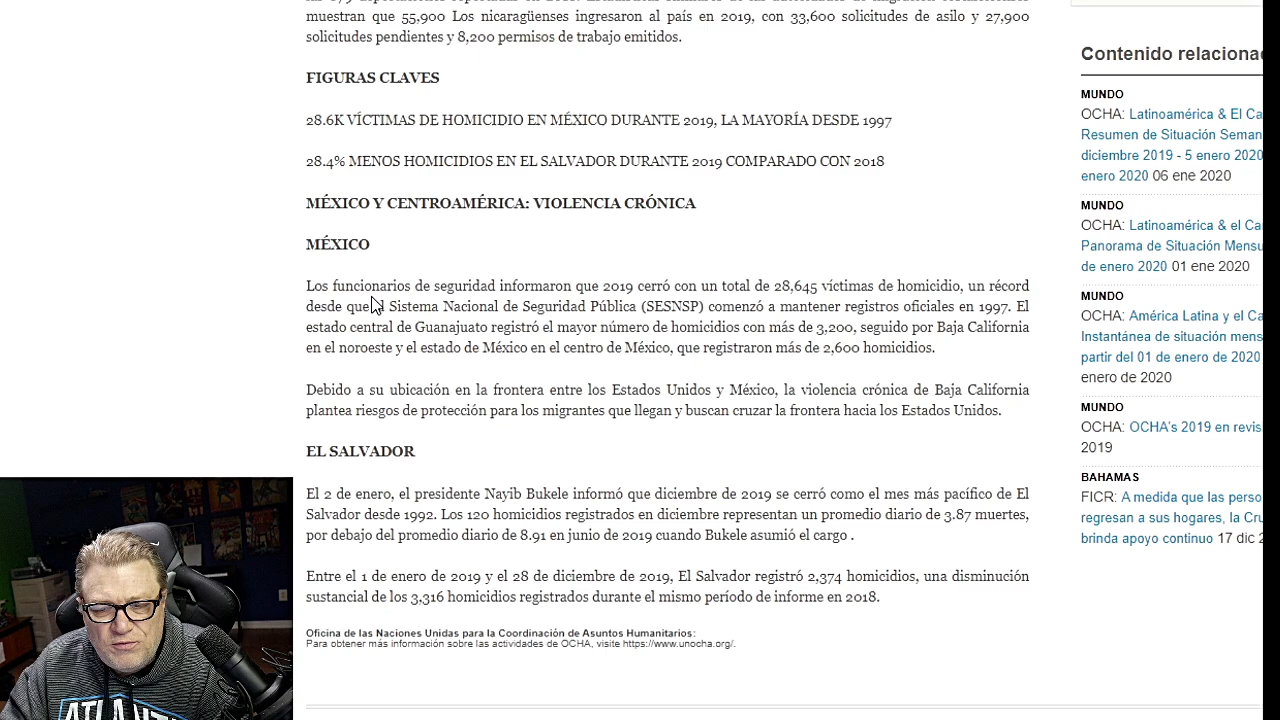 muestran que 55,900 Los nicaragüenses ingresaron al país en 2019, con 33,600 solicitudes de asilo y 27,900
solicitudes pendientes y 8,200 permisos de trabajo emitidos.
FIGURAS CLAVES
28.6K VÍCTIMAS DE HOMICIDIO EN MÉXICO DURANTE 2019, LA MAYORÍA DESDE 1997
28.4% MENOS HOMICIDIOS EN EL SALVADOR DURANTE 2019 COMPARADO CON 2018
MÉXICO Y CENTROAMÉRICA: VIOLENCIA CRÓNICA
MÉXICO
Los funcionarios de seguridad informaron que 2019 cerró con un total de 28,645 víctimas de homicidio, un récord
desde que el Sistema Nacional de Seguridad Pública (SESNSP) comenzó a mantener registros oficiales en 1997. El
estado central de Guanajuato registró el mayor número de homicidios con más de 3,200, seguido por Baja California
en el noroeste y el estado de México en el centro de México, que registraron más de 2,600 homicidios.
Debido a su ubicación en la frontera entre los Estados Unidos y México, la violencia crónica de Baja California
plantea riesgos de protección para los migrantes que llegan y buscan cruzar la frontera hacia los Estados Unidos.
EL SALVADOR
El 2 de enero, el presidente Nayib Bukele informó que diciembre de 2019 se cerró como el mes más pacífico de El
Salvador desde 1992. Los 120 homicidios registrados en diciembre representan un promedio diario de 3.87 muertes,
por debajo del promedio diario de 8.91 en junio de 2019 cuando Bukele asumió el cargo .
Entre el 1 de enero de 2019 y el 28 de diciembre de 2019, El Salvador registró 2,374 homicidios, una disminución
sustancial de los 3,316 homicidios registrados durante el mismo período de informe en 2018.
Oficina de las Naciones Unidas para la Coordinación de Asuntos Humanitarios:
Para obtener más información sobre las actividades de OCHA, visite https://www.unocha.org/.
Contenido relaciona
MUNDO
OCHA: Latinoamérica & El Ca
Resumen de Situación Seman
diciembre 2019 - 5 enero 2020
enero 2020 06 ene 2020
MUNDO
OCHA: Latinoamérica & el Ca
Panorama de Situación Mensu
de enero 2020 01 ene 2020
MUNDO
OCHA: América Latina y el Ca
Instantánea de situación mens
partir del 01 de enero de 2020
enero de 2020
MUNDO
OCHA: OCHA's 2019 en revis
2019
BAHAMAS
FICR: A medida que las perso
regresan a sus hogares, la Cru
brinda apoyo continuo 17 dic 2
ATLANT